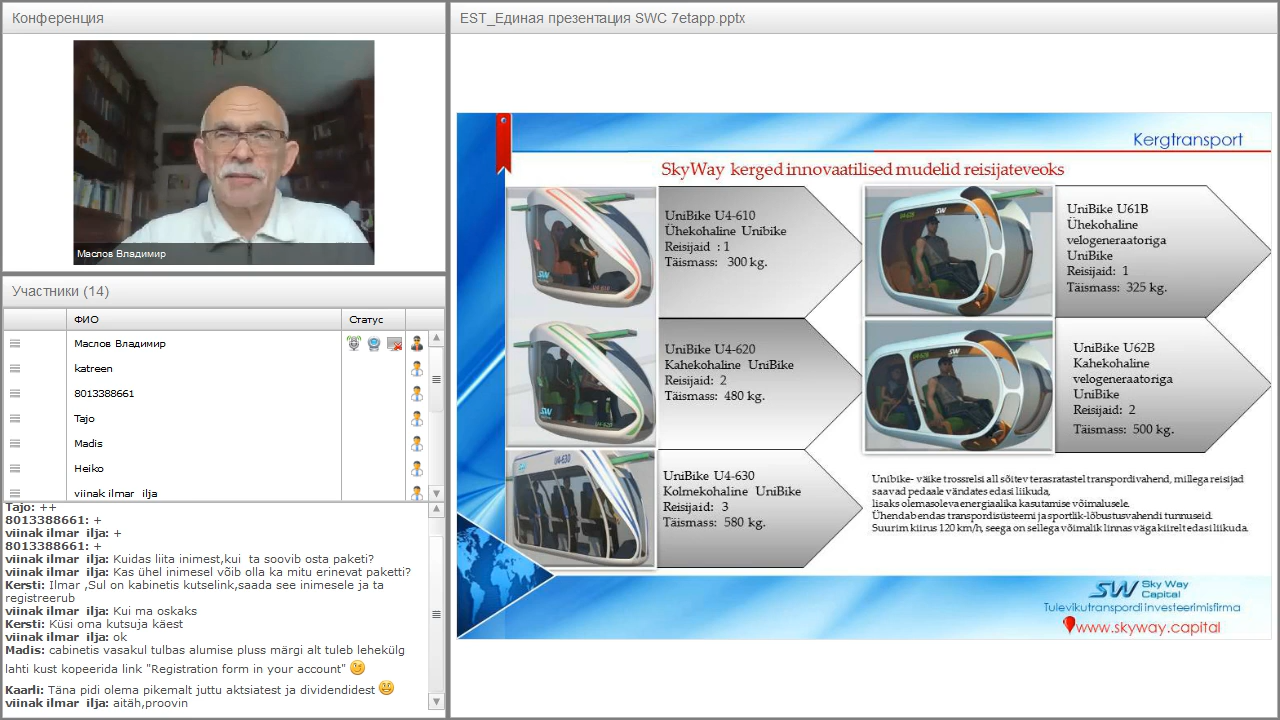 Конференция
Маслов Владимир
Участники (14)
ФИО
Статус
Маслов Владимир
katreen
8013388661
Tajo
Madis
Heiko
viinak ilmar ilja
Tajo: ++
8013388661: +
viinak ilmar ilja: +
8013388661: +
viinak ilmar ilja: Kuidas liita inimest,kui ta soovib osta paketi?
viinak ilmar ilja: Kas ühel inimesel võib olla ka mitu erinevat paketti?
Kersti: Ilmar ,Sul on kabinetis kutselink,saada see inimesele ja ta
registreerub
viinak ilmar ilja: Kui ma oskaks
Kersti: Küsi oma kutsuja käest
viinak ilmar ilja: ok
Madis: cabinetis vasakul tulbas alumise pluss märgi alt tuleb lehekülg
lahti kust kopeerida link "Registration form in your account"
Kaarli: Täna pidi olema pikemalt juttu aktsiatest ja dividendidest
viinak ilmar ilja: aitäh,proovin
EST_Единая презентация SWC 7etapp.pptx
Kergtransport
SkyWay kerged innovaatilised mudelid reisijateveoks
UniBike U4-610
Ühekohaline Unibike
Reisijaid : 1
Täismass: 300 kg.
UniBike U4-620
Kahekohaline UniBike
Reisijaid: 2
Täismass: 480 kg.
UniBike U4-630
Kolmekohaline UniBike
Reisijaid: 3
Täismass: 580 kg.
UniBike U61B
Ühekohaline
velogeneraatoriga
UniBike
Reisijaid: 1
Täismass: 325 kg.
UniBike U62B
Kahekohaline
velogeneraatoriga
UniBike
Reisijaid: 2
Täismass: 500 kg.
Unibike- väike trossrelsi all sõitev terasratastel transpordivahend, millega reisijad
saavad pedaale vändates edasi liikuda,
lisaks olemasoleva energiaalika kasutamise võimalusele.
Ühendab endas transpordisüsteemi ja sportlik-lõbustusvahendi tunnuseid.
Suurim kiirus 120 km/h, seega on sellega võimalik linnas väga kiirelt edasi liikuda.
SW Sky Way
Capital
Tulevikutranspordi investeerimisfirma
www.skyway.capital